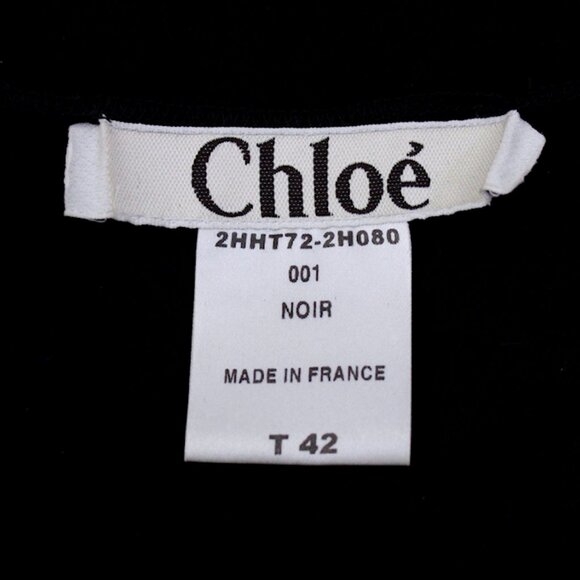 Chloé
2HHT72-2H080
001
NOIR
MADE IN FRANCE
T 42